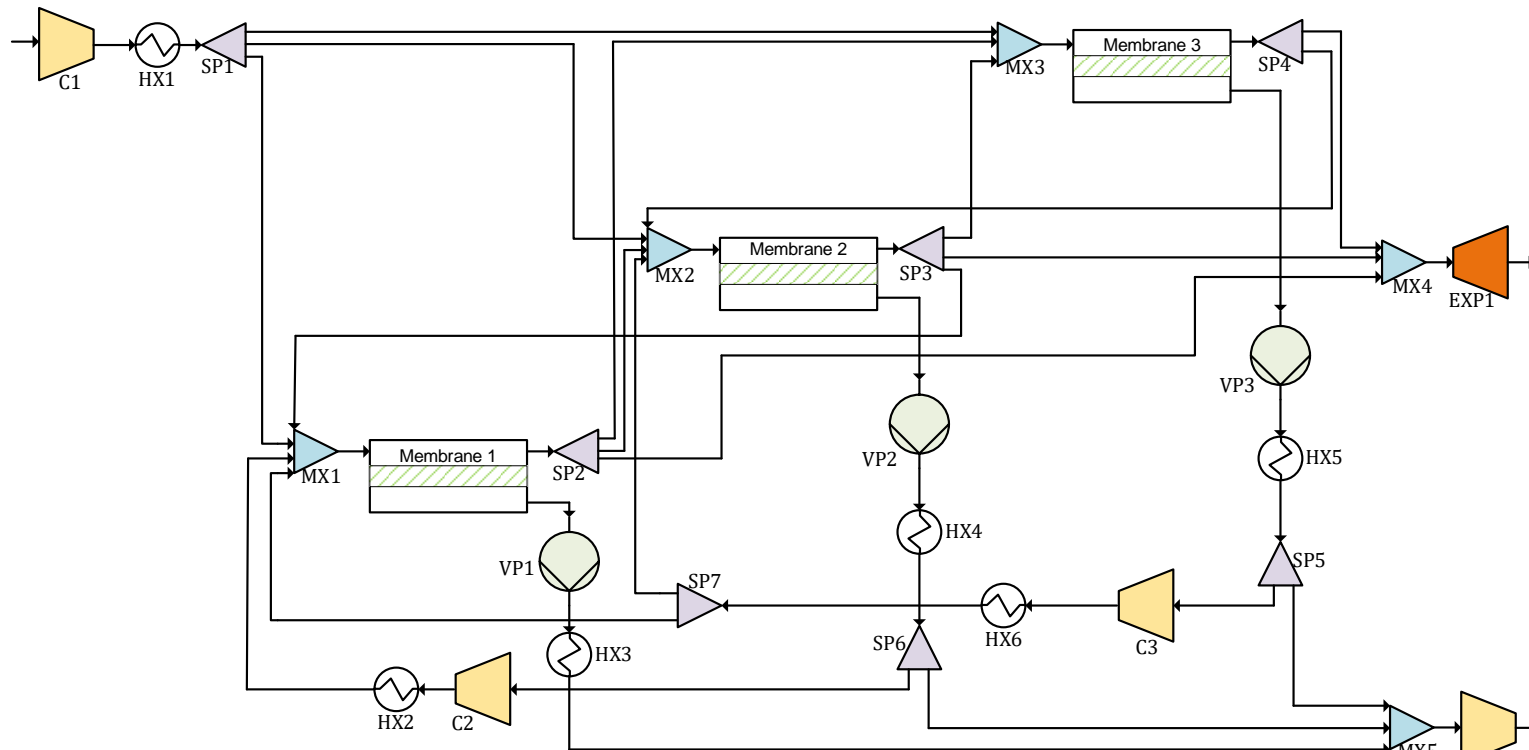 C1
HX1
SP1
MX3
Membrane 3
SP4
MX2
Membrane 2
SP3
MX4
EXP1
VP3
MX1
Membrane 1
SP2
VP2
HX5
HX4
VP1
SP7
SP5
HX3
HX6
C3
SP6
HX2
C2
MX5